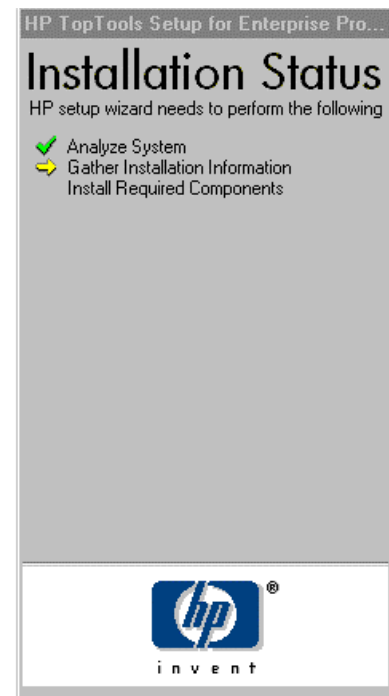 HP TopTools Setup for Enterprise Pro...
Installation Status
HP setup wizard needs to perform the following
Analyze System
Gather Installation Information
Install Required Components
hp
®
invent